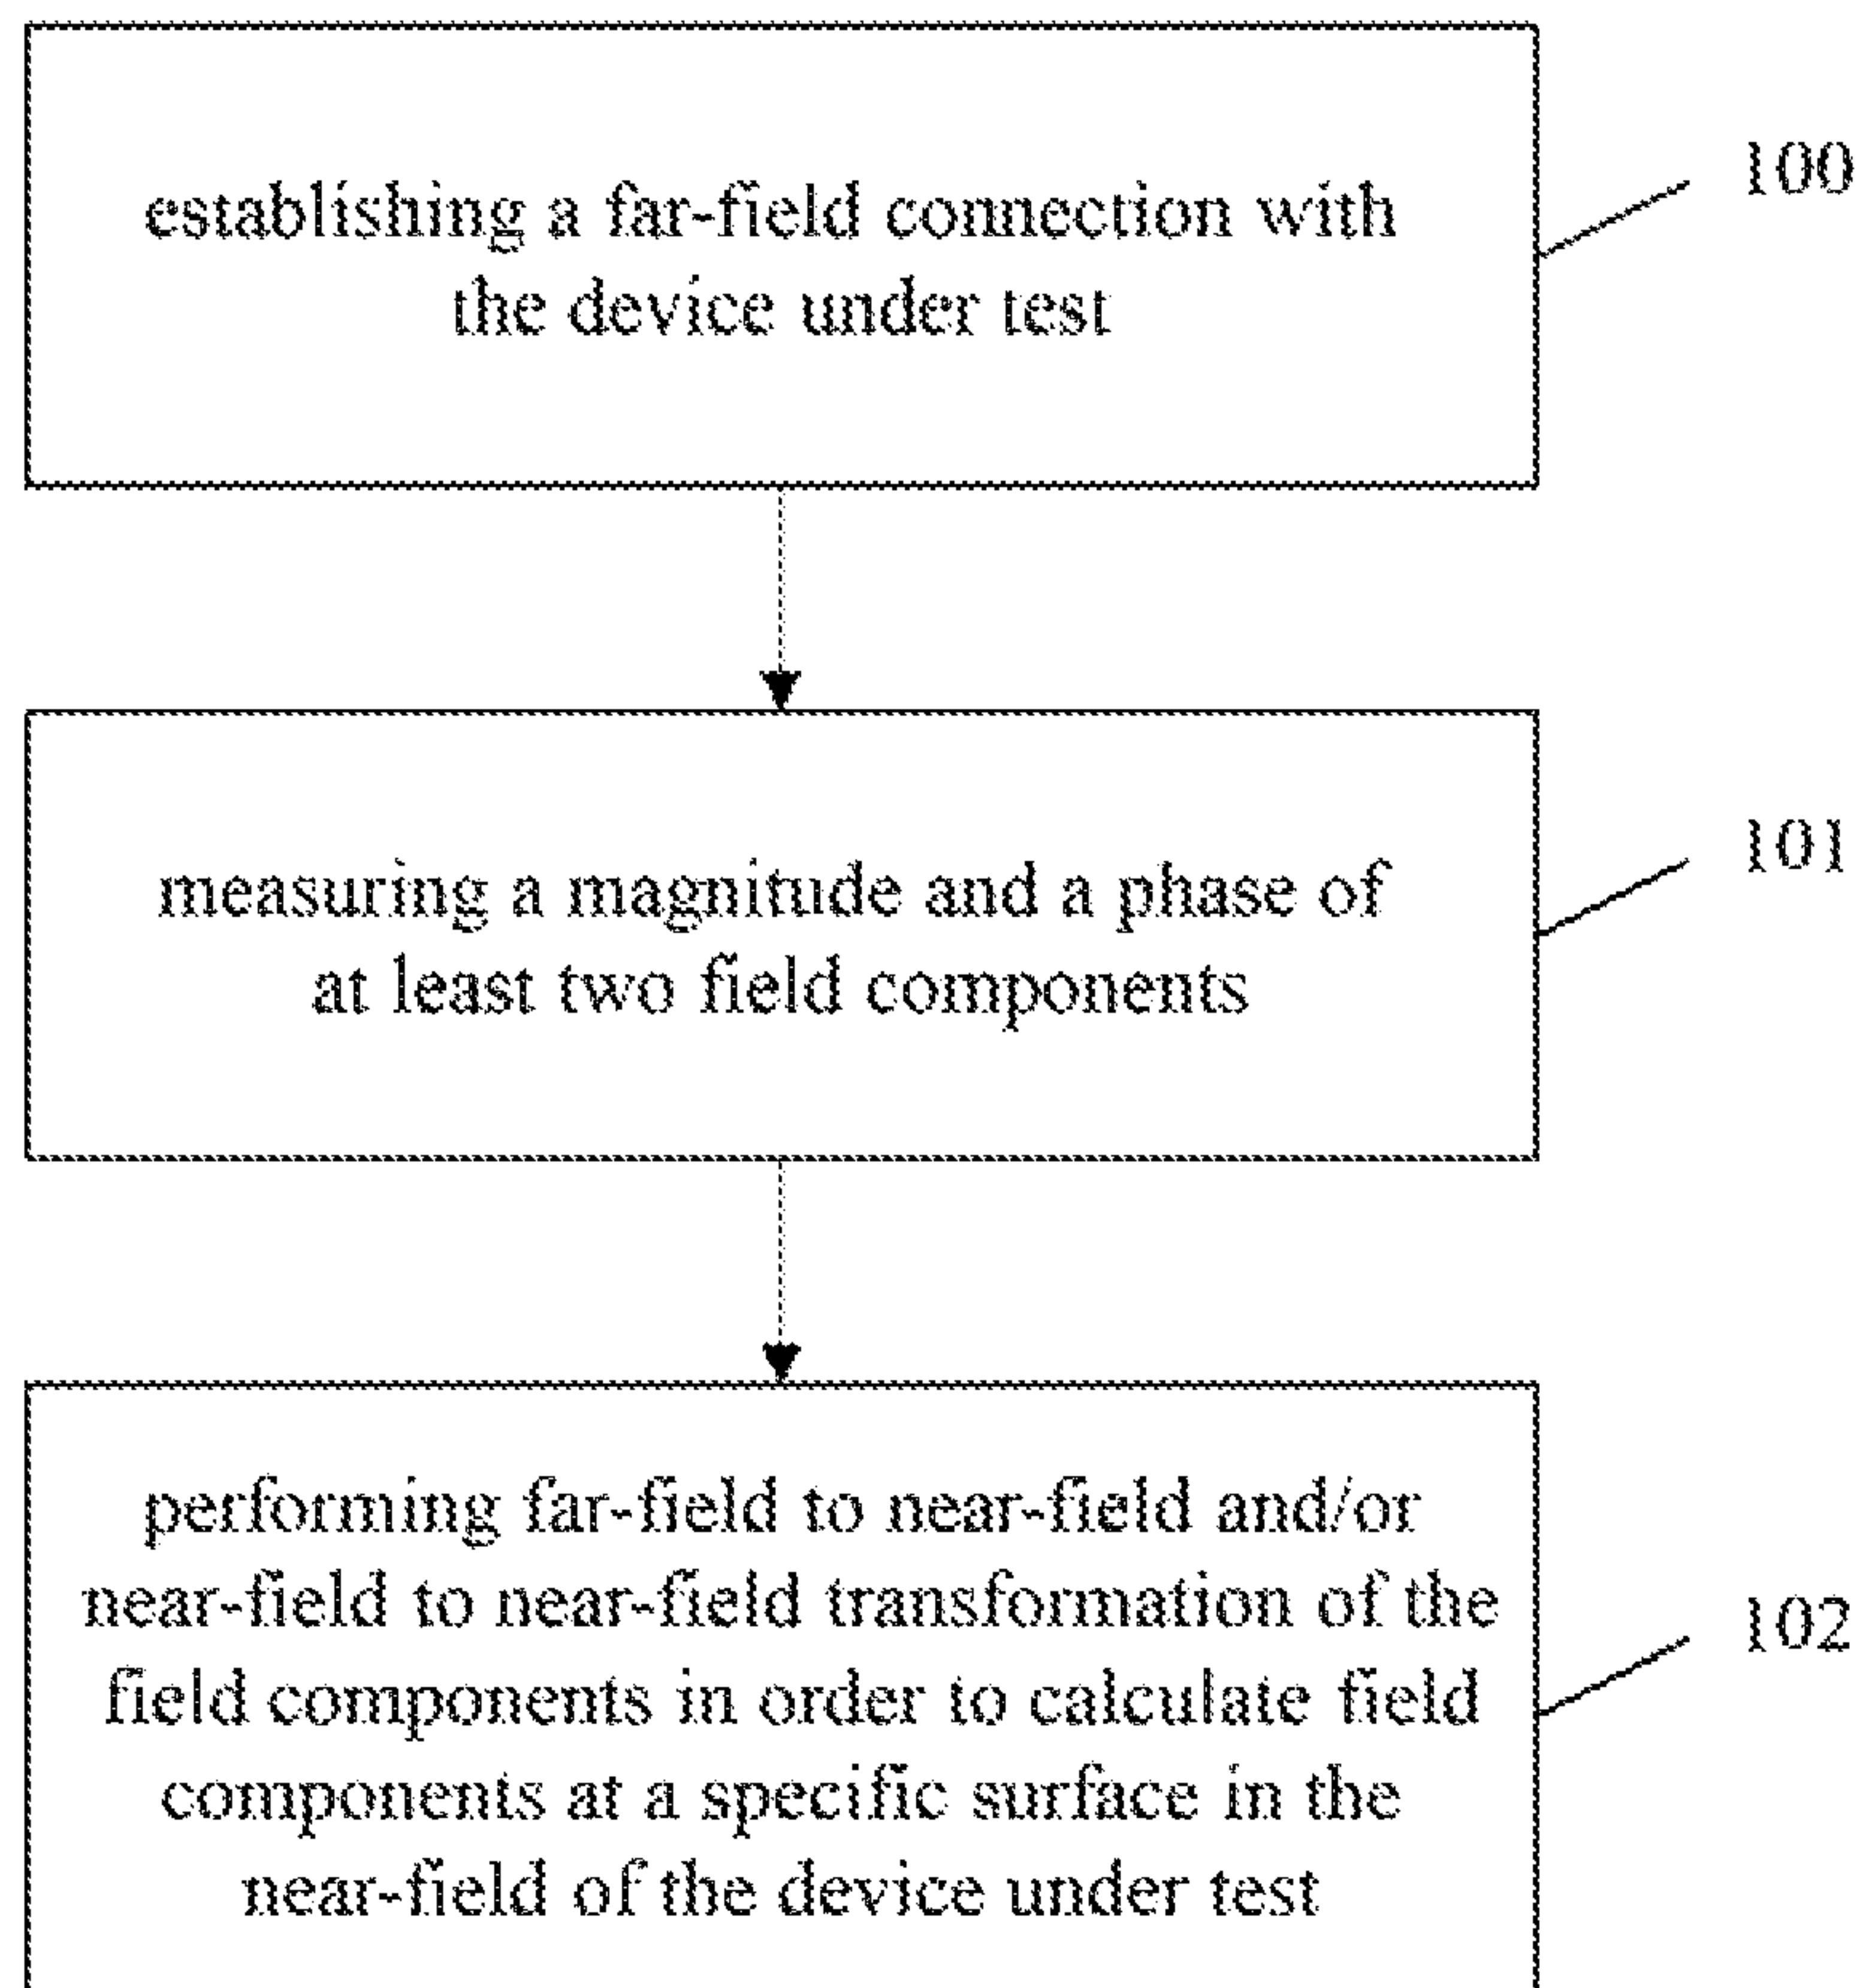 establishing a far-field connection with
the device under test
100
measuring a magnitude and a phase of
at least two field components
101
performing far-field to near-field and/or
near-field to near-field transformation of the
field components in order to calculate field
components at a specific surface in the
near-field of the device under test
102